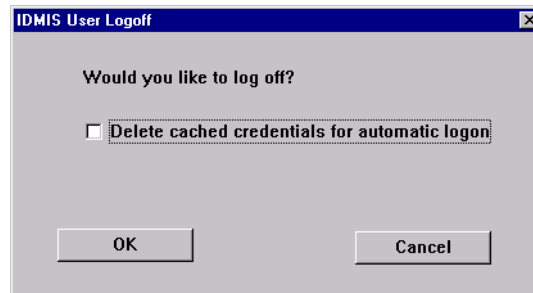 IDMIS User Logoff
Would you like to log off?
Delete cached credentials for automatic logon
OK
Cancel